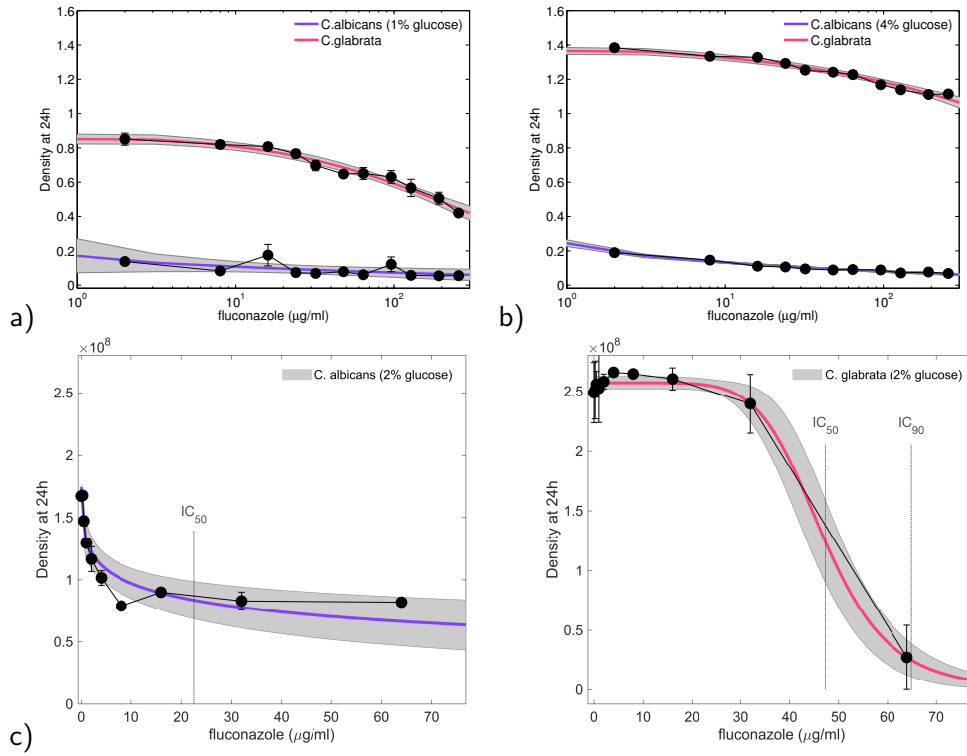 C.albicans (1% glucose)
C.glabrata
1.6
1.4
1.2
1
0.8
0.6
0.4
0.2
0
Density at 24h
10^0
10^1
10^2
fluconazole (μg/ml)
a)
C.albicans (4% glucose)
C.glabrata
1.6
1.4
1.2
1
0.8
0.6
0.4
0.2
0
Density at 24h
10^0
10^1
10^2
fluconazole (μg/ml)
b)
×10^8
C. albicans (2% glucose)
2.5
2
1.5
1
0.5
0
Density at 24h
IC50
0 10 20 30 40 50 60 70
fluconazole (μg/ml)
c)
×10^8
C. glabrata (2% glucose)
2.5
2
1.5
1
0.5
0
Density at 24h
IC50
IC90
0 10 20 30 40 50 60 70
fluconazole (μg/ml)